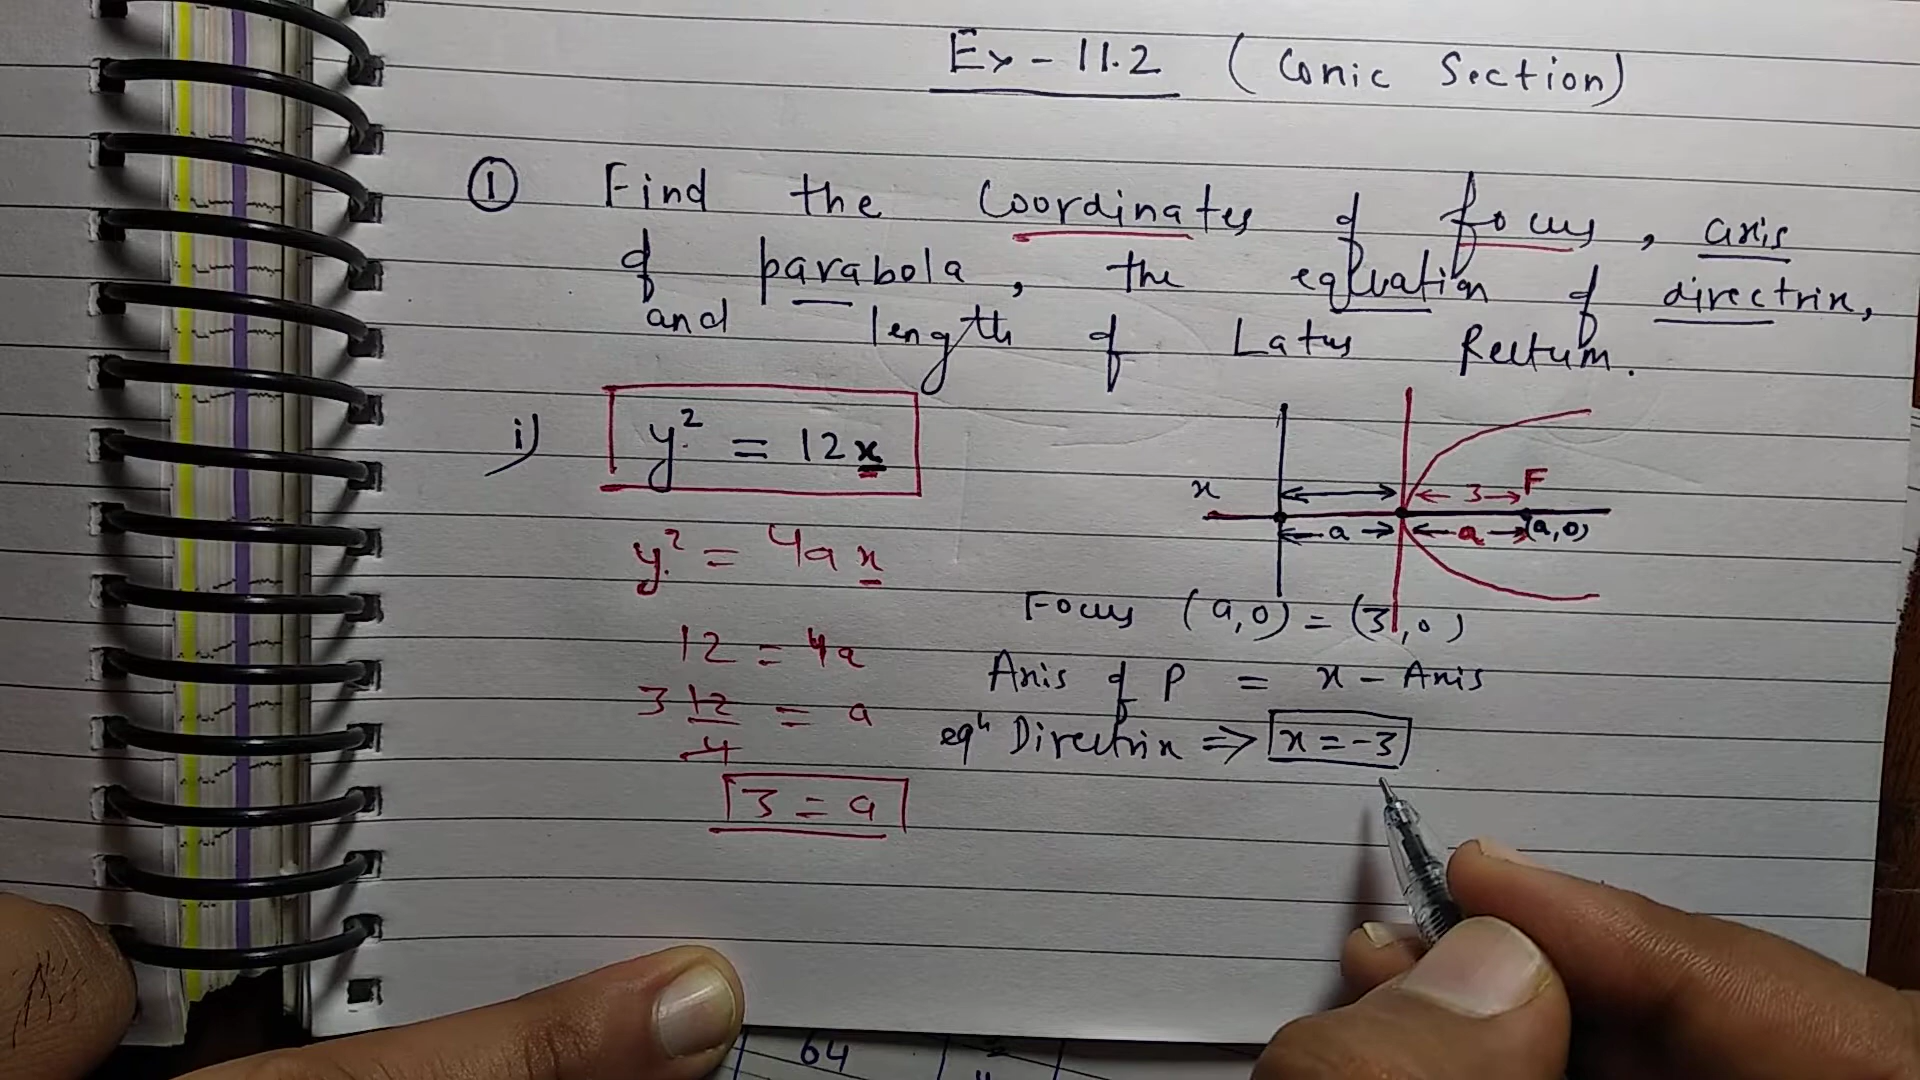 Ex - 11.2 (Conic Section)
① Find the Coordinates of focus, axis
of parabola, the equation of directrix,
and length of Latus Rectum.
i) y² = 12x
y² = 4ax
12 = 4a
3 12/4 = a
3 = a
x
3 F
a a (a,0)
Focus (a,0) = (3,0)
Axis of P = x - Axis
eqn Directrix ⇒ x = -3
64